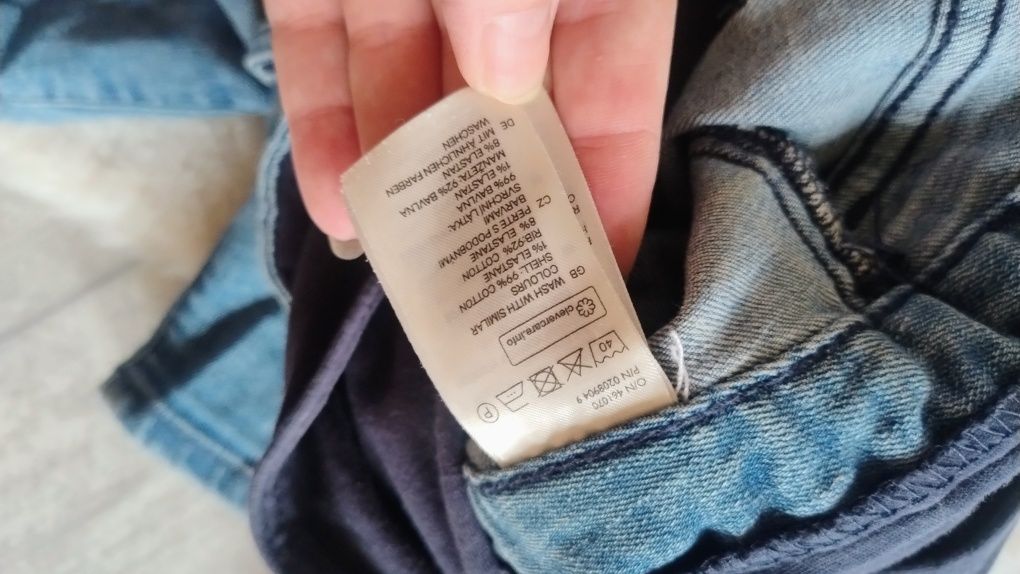 O/N 461670
P/N 0208904 9
40
P
clevercare.info
GB WASH WITH SIMILAR
COLOURS
SHELL: 99% COTTON
1% ELASTANE
RIB:92% COTTON
8% ELASTANE
CZ PERTE S PODOBNÝMI
BARVAMI
SVRCHNÍ LÁTKA:
99% BAVLNA
1% ELASTAN
MANŽETA: 92% BAVLNA
8% ELASTAN
DE MIT ÄHNLICHEN FARBEN
WASCHEN